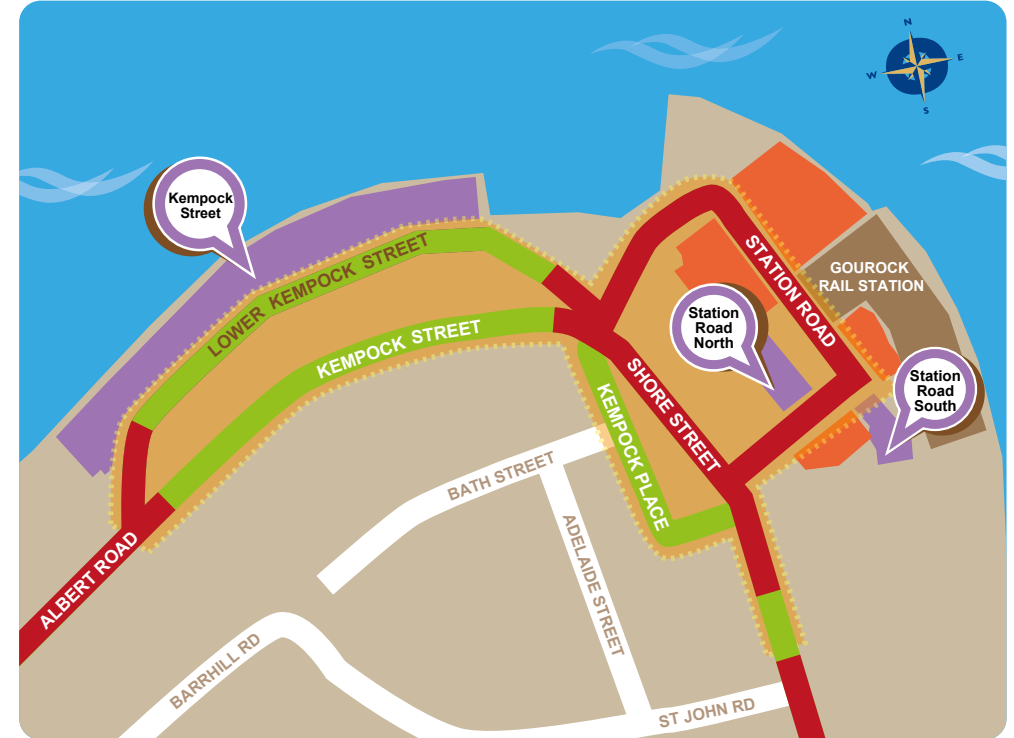 N
W
E
S
Kempock
Street
LOWER KEMPOCK STREET
KEMPOCK STREET
STATION ROAD
GOUROCK
RAIL STATION
Station
Road
North
Station
Road
South
SHORE STREET
KEMPOCK PLACE
BATH STREET
ADELAIDE STREET
ALBERT ROAD
BARRHILL RD
ST JOHN RD